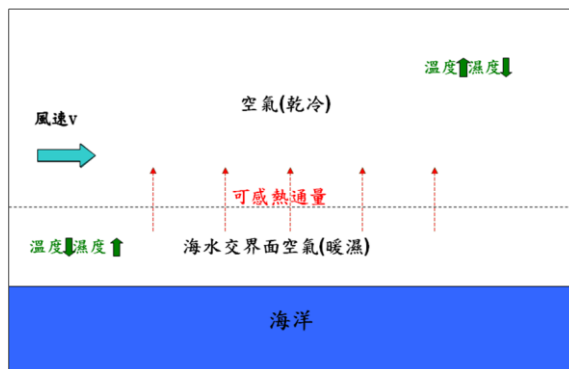 溫度⬆濕度⬇
空氣(乾冷)
風速V
可感熱通量
溫度⬇濕度⬆
海水交界面空氣(暖濕)
海洋